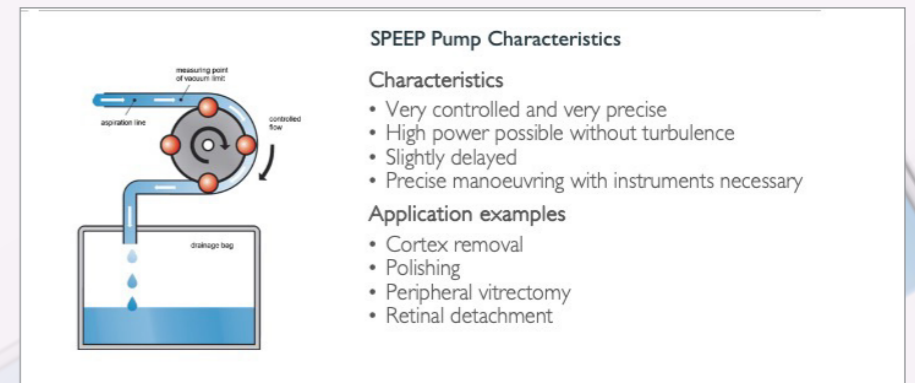 SPEEP Pump Characteristics
measuring point
of vacuum limit
aspiration line
controlled
flow
drainage bag
Characteristics
• Very controlled and very precise
• High power possible without turbulence
• Slightly delayed
• Precise manoeuvring with instruments necessary
Application examples
• Cortex removal
• Polishing
• Peripheral vitrectomy
• Retinal detachment